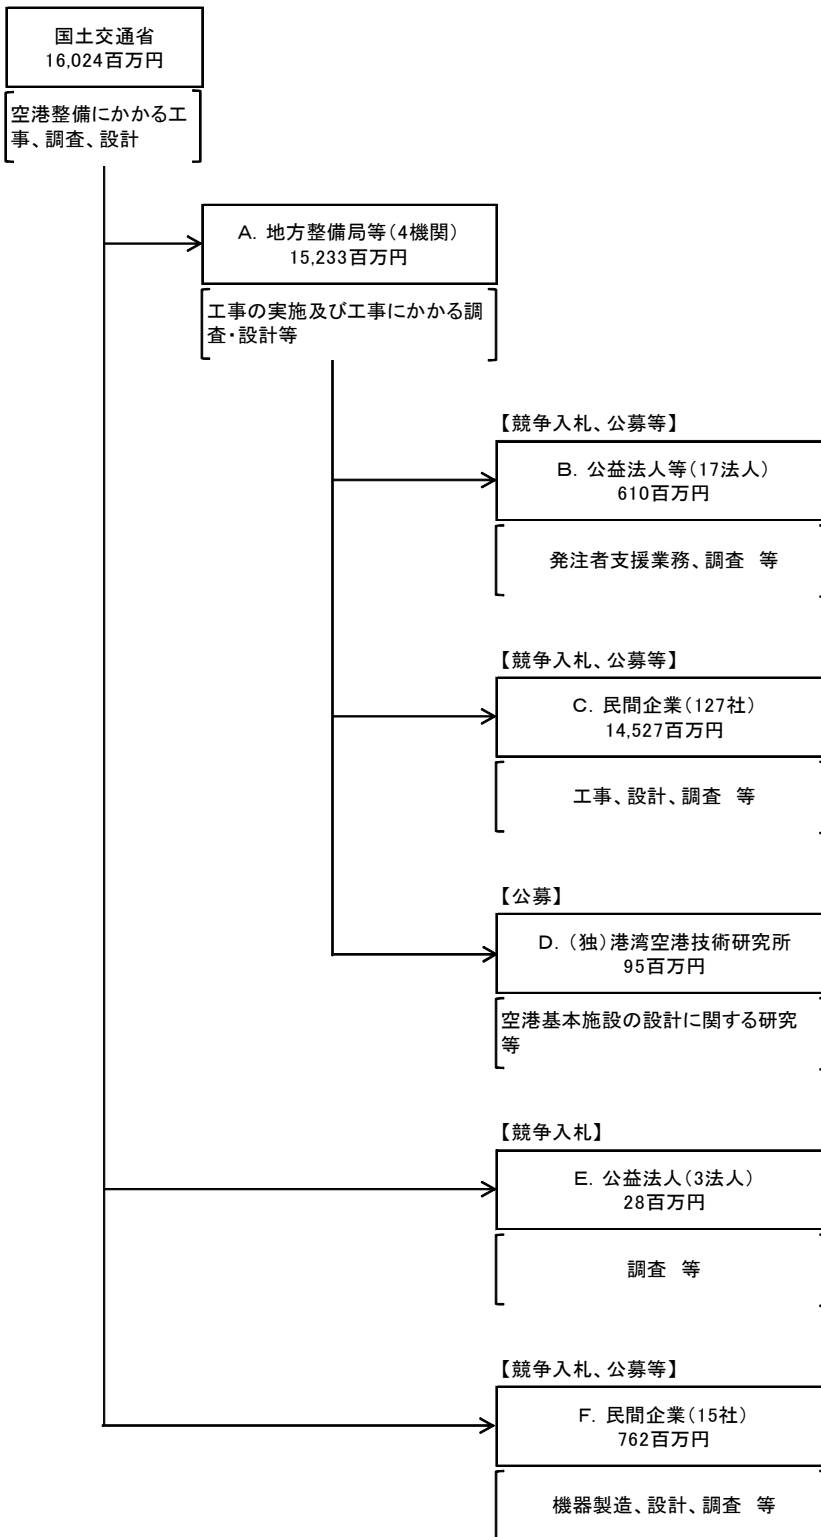 国土交通省
16,024百万円
空港整備にかかる工
事、調査、設計
A. 地方整備局等(4機関)
15,233百万円
工事の実施及び工事にかかる調
査・設計等
【競争入札、公募等】
B. 公益法人等(17法人)
610百万円
発注者支援業務、調査 等
【競争入札、公募等】
C. 民間企業(127社)
14,527百万円
工事、設計、調査 等
【公募】
D. (独)港湾空港技術研究所
95百万円
空港基本施設の設計に関する研究
等
【競争入札】
E. 公益法人(3法人)
28百万円
調査 等
【競争入札、公募等】
F. 民間企業(15社)
762百万円
機器製造、設計、調査 等